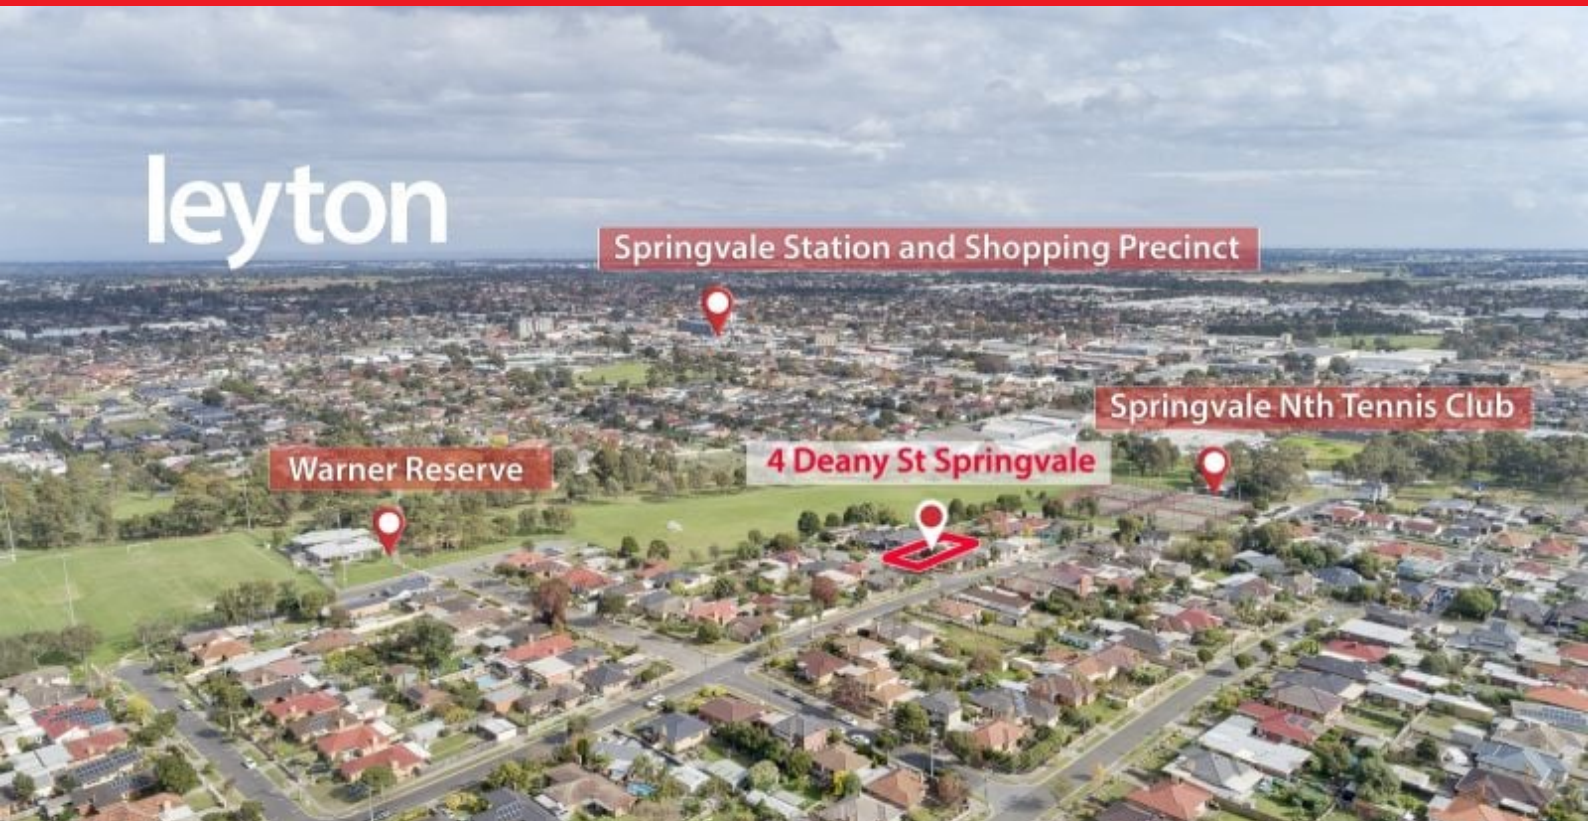 leyton
Springvale Station and Shopping Precinct
Springvale Nth Tennis Club
4 Deany St Springvale
Warner Reserve